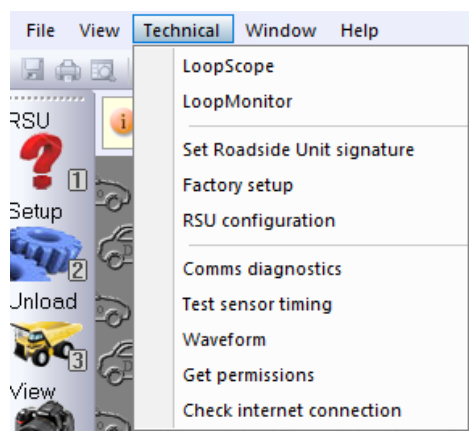 File View Technical Window Help
LoopScope
LoopMonitor
RSU
1
Set Roadside Unit signature
Factory setup
Setup
RSU configuration
2
Comms diagnostics
Unload
Test sensor timing
Waveform
3
Get permissions
View
Check internet connection